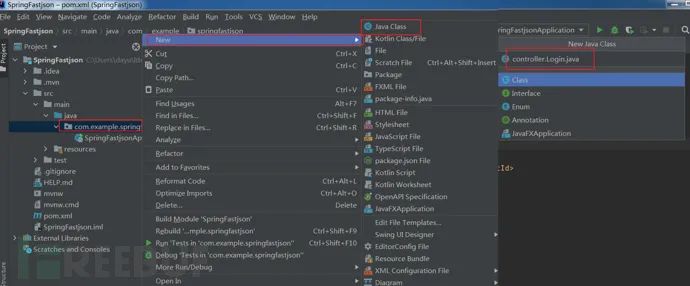 SpringFastjson – pom.xml (SpringFastjson)
File Edit View Navigate Code Analyze Refactor Build Run Tools VCS Window Help
SpringFastjson src main java com example springfastjson
ngFastjsonApplication
Project
Project
SpringFastjson
.idea
.mvn
src
main
java
com.example.spring
SpringFastjsonAp
resources
test
.gitignore
HELP.md
mvnw
mvnw.cmd
pom.xml
SpringFastjson.iml
External Libraries
Scratches and Consoles
Structure
New
Cut Ctrl+X
Copy Ctrl+C
Copy Path...
Paste Ctrl+V
Find Usages Alt+F7
Find in Files... Ctrl+Shift+F
Replace in Files... Ctrl+Shift+R
Analyze
Refactor
Add to Favorites
Reformat Code Ctrl+Alt+L
Optimize Imports Ctrl+Alt+O
Delete... Delete
Build Module 'SpringFastjson'
Rebuild '...mple.springfastjson' Ctrl+Shift+F9
Run 'Tests in 'com.example.springfastjson'' Ctrl+Shift+F10
Debug 'Tests in 'com.example.springfastjson''
More Run/Debug
Open In
Java Class
Kotlin Class/File
File
Scratch File Ctrl+Alt+Shift+Insert
Package
FXML File
package-info.java
HTML File
Stylesheet
JavaScript File
TypeScript File
package.json File
Kotlin Script
Kotlin Worksheet
OpenAPI Specification
JavaFXApplication
Edit File Templates...
Swing UI Designer
EditorConfig File
Resource Bundle
XML Configuration File
Diagram
New Java Class
controller.Login.java
Class
Interface
Enum
Annotation
JavaFXApplication
tId>